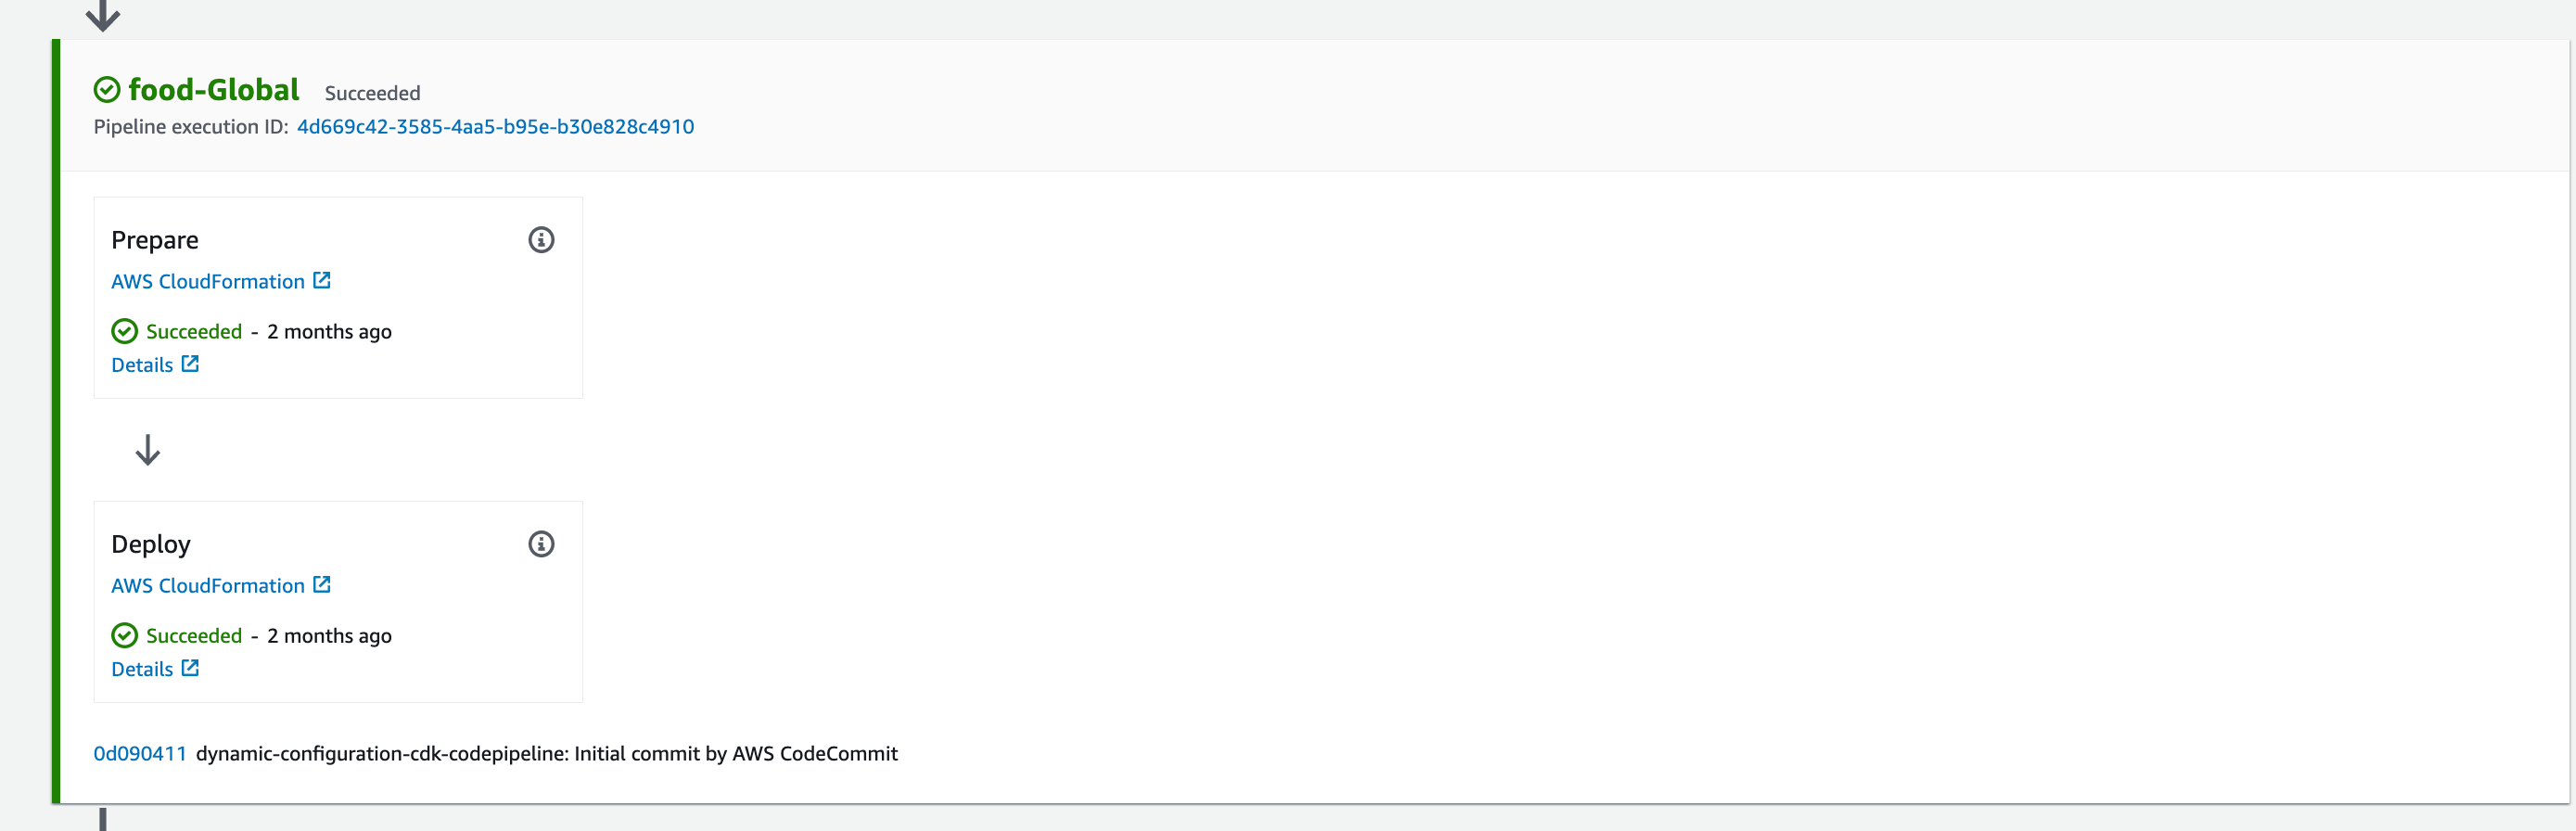 food-Global Succeeded
Pipeline execution ID: 4d669c42-3585-4aa5-b95e-b30e828c4910
Prepare
AWS CloudFormation
Succeeded - 2 months ago
Details
Deploy
AWS CloudFormation
Succeeded - 2 months ago
Details
0d090411 dynamic-configuration-cdk-codepipeline: Initial commit by AWS CodeCommit